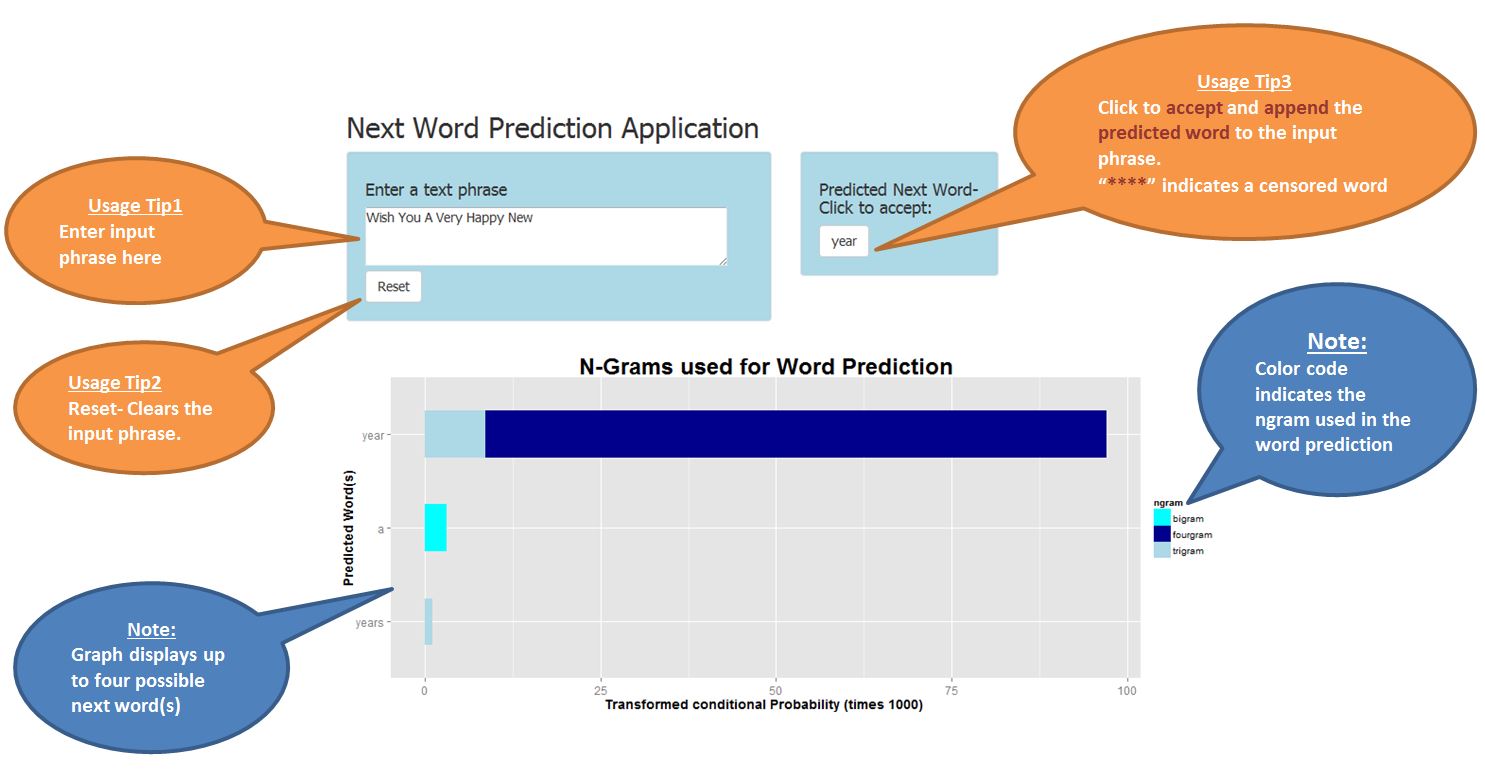 Usage Tip3
Click to accept and append the
predicted word to the input
phrase.
“****” indicates a censored word
Next Word Prediction Application
Usage Tip1
Enter input
phrase here
Enter a text phrase
Wish You A Very Happy New
Reset
Predicted Next Word-
Click to accept:
year
Usage Tip2
Reset- Clears the
input phrase.
Note:
Color code
indicates the
ngram used in the
word prediction
N-Grams used for Word Prediction
Predicted Word(s)
year
a
years
0
25
50
75
100
Transformed conditional Probability (times 1000)
ngram
bigram
fourgram
trigram
Note:
Graph displays up
to four possible
next word(s)